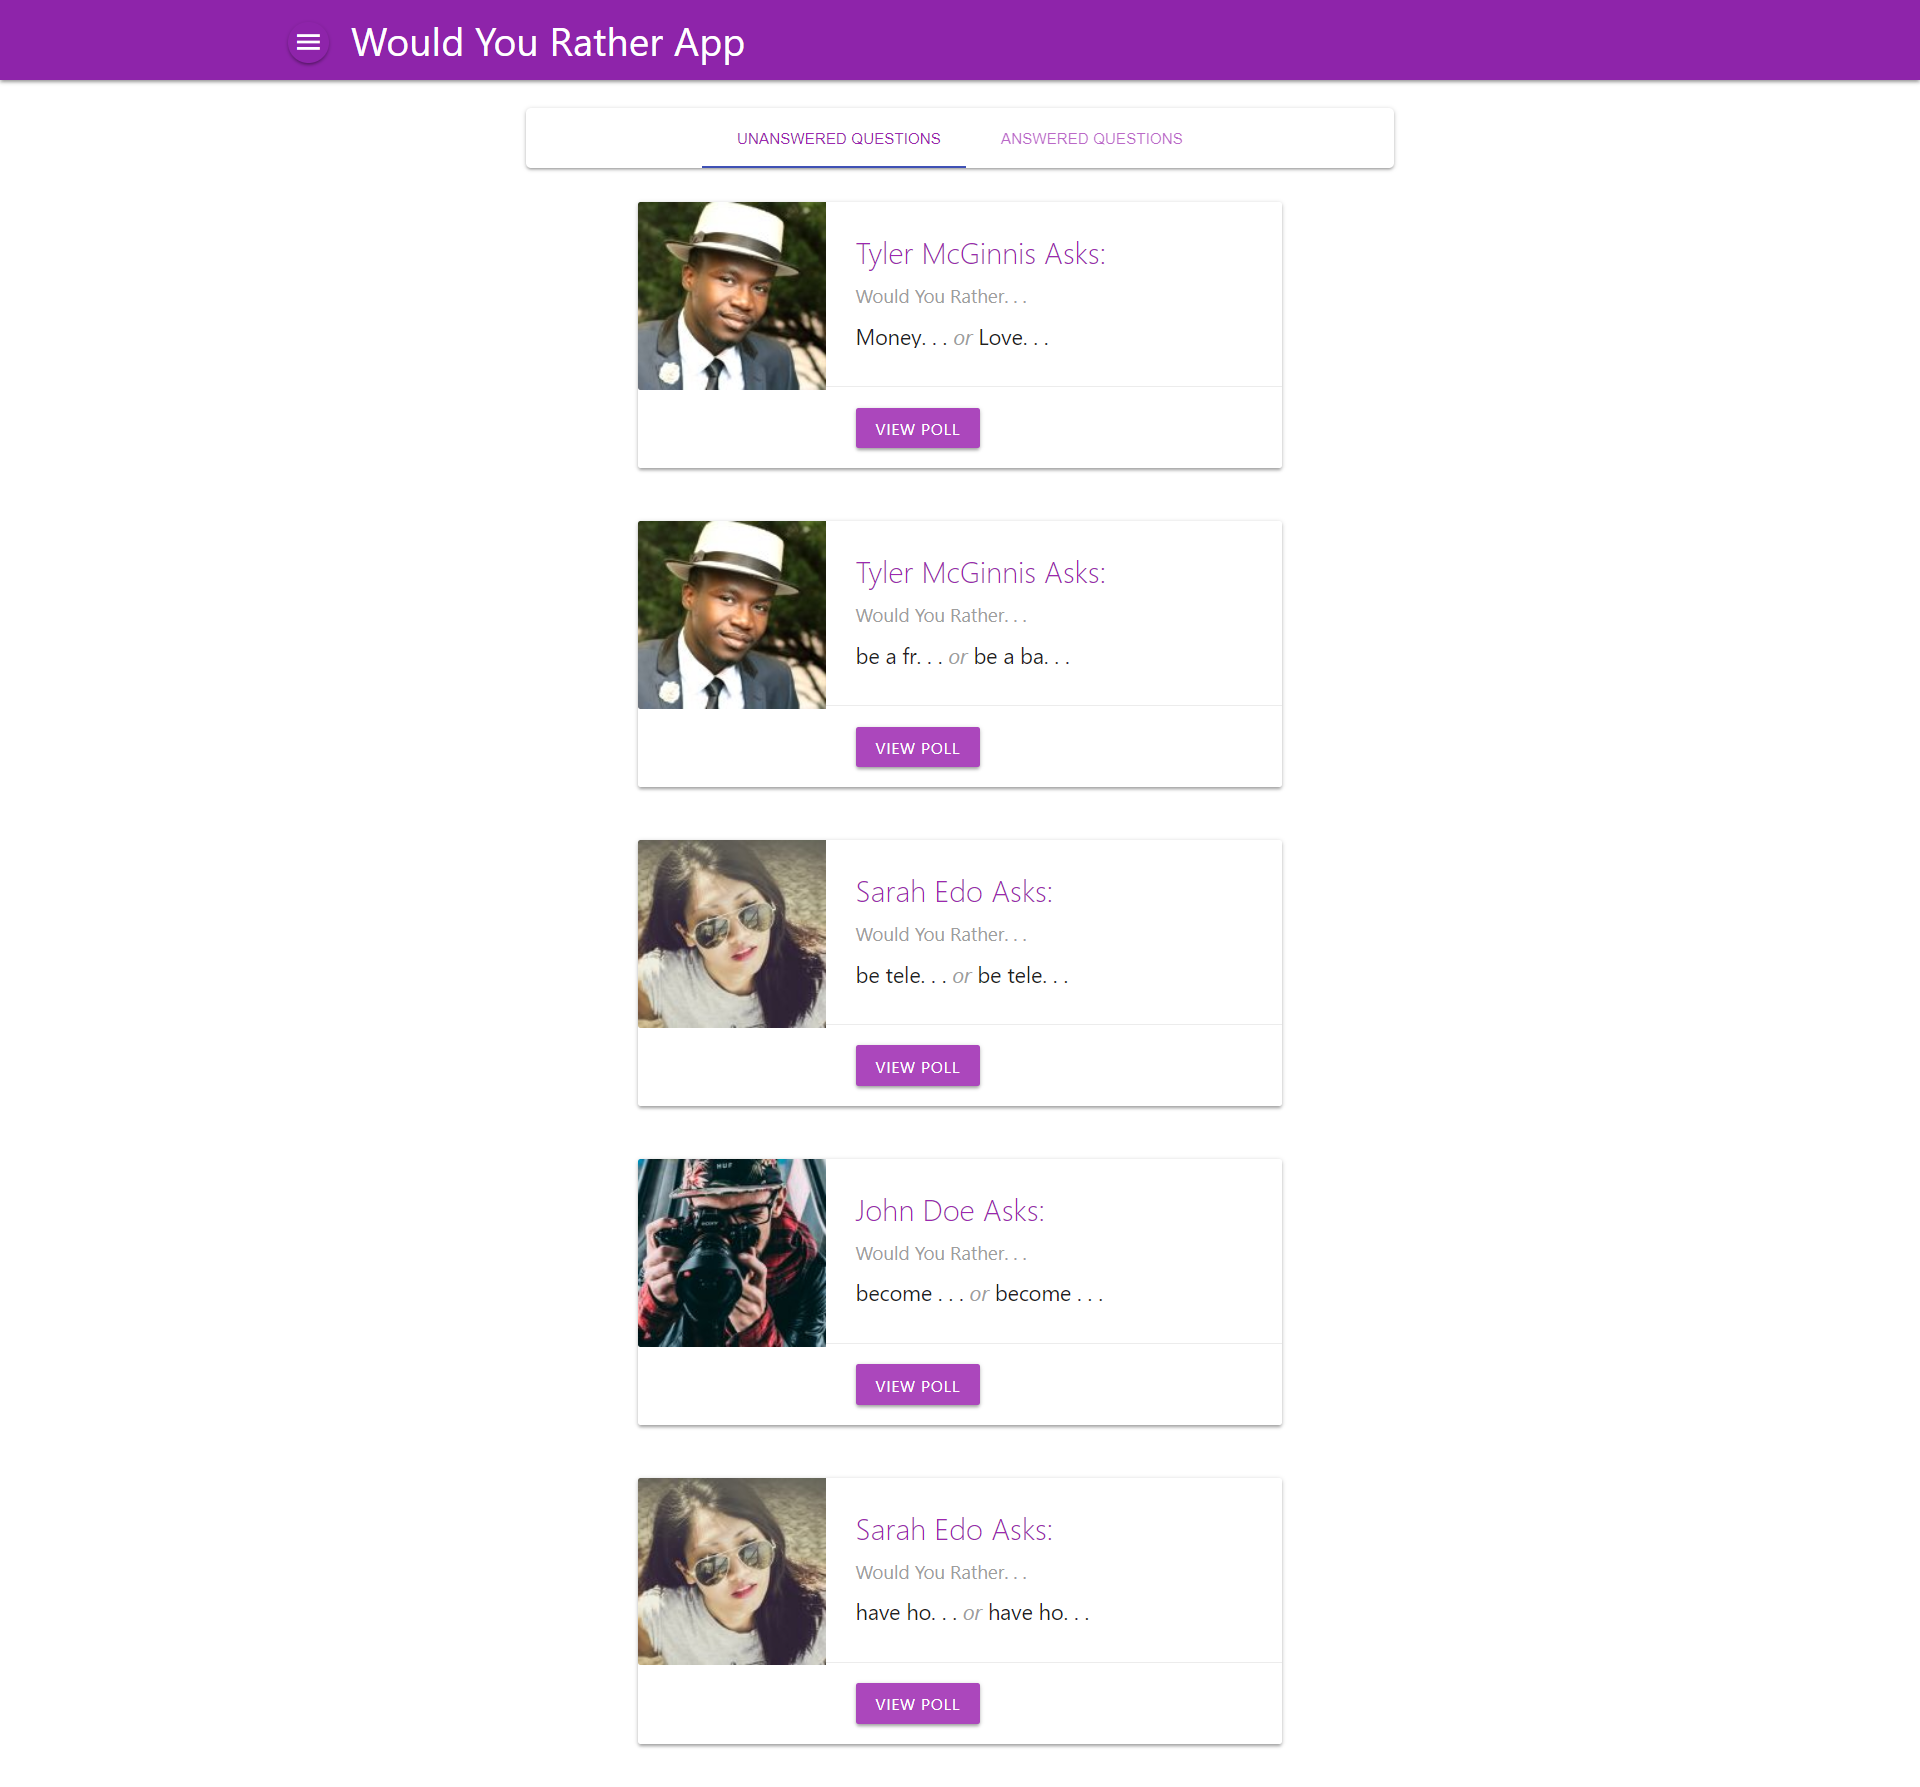 Would You Rather App
UNANSWERED QUESTIONS ANSWERED QUESTIONS
Tyler McGinnis Asks:
Would You Rather. . .
Money. . . or Love. . .
VIEW POLL
Tyler McGinnis Asks:
Would You Rather. . .
be a fr. . . or be a ba. . .
VIEW POLL
Sarah Edo Asks:
Would You Rather. . .
be tele. . . or be tele. . .
VIEW POLL
HUF
SONY
John Doe Asks:
Would You Rather. . .
become . . . or become . . .
VIEW POLL
Sarah Edo Asks:
Would You Rather. . .
have ho. . . or have ho. . .
VIEW POLL